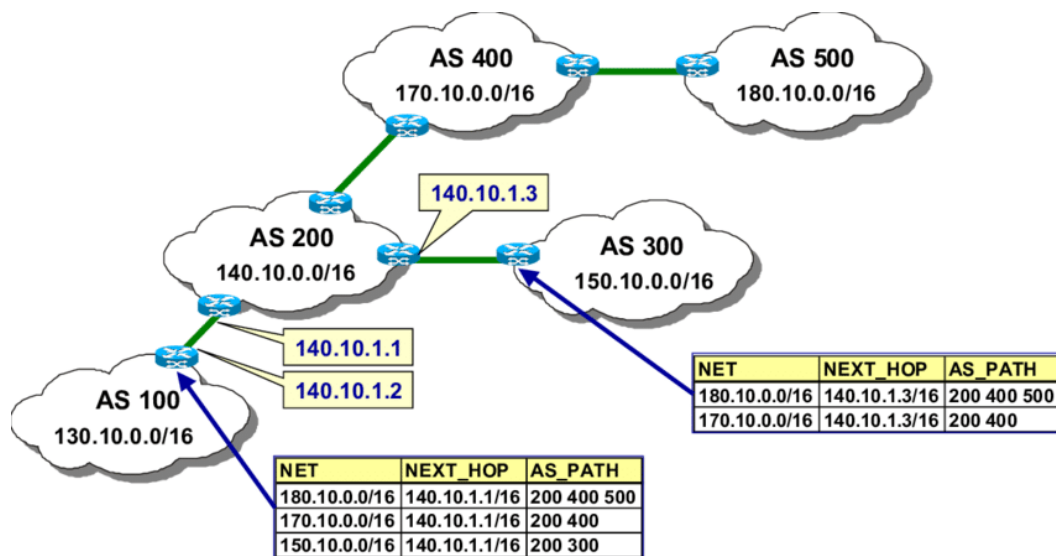 AS 400
170.10.0.0/16
AS 500
180.10.0.0/16
140.10.1.3
AS 200
140.10.0.0/16
AS 300
150.10.0.0/16
140.10.1.1
140.10.1.2
AS 100
130.10.0.0/16
NET NEXT_HOP AS_PATH
180.10.0.0/16 140.10.1.3/16 200 400 500
170.10.0.0/16 140.10.1.3/16 200 400
NET NEXT_HOP AS_PATH
180.10.0.0/16 140.10.1.1/16 200 400 500
170.10.0.0/16 140.10.1.1/16 200 400
150.10.0.0/16 140.10.1.1/16 200 300